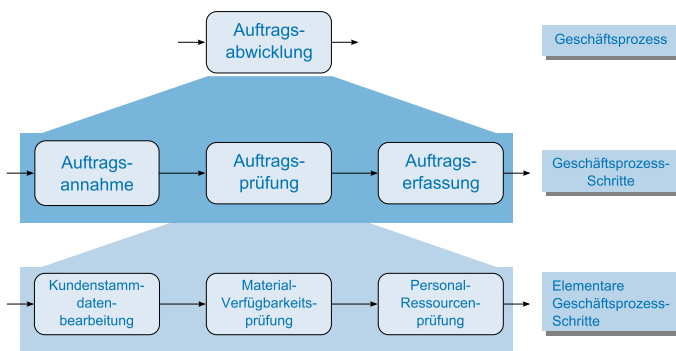 Auftrags-
abwicklung
Geschäftsprozess
Auftrags-
annahme
Auftrags-
prüfung
Auftrags-
erfassung
Geschäftsprozess-
Schritte
Kundenstamm-
daten-
bearbeitung
Material-
Verfügbarkeits-
prüfung
Personal-
Ressourcen-
prüfung
Elementare
Geschäftsprozess-
Schritte